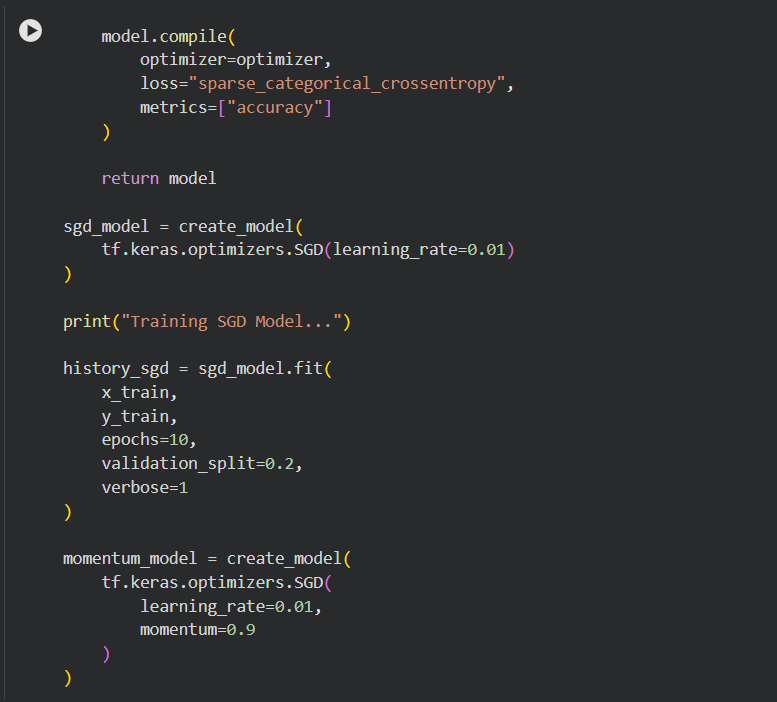 model.compile(
        optimizer=optimizer,
        loss="sparse_categorical_crossentropy",
        metrics=["accuracy"]
    )

    return model

sgd_model = create_model(
    tf.keras.optimizers.SGD(learning_rate=0.01)
)

print("Training SGD Model...")

history_sgd = sgd_model.fit(
    x_train,
    y_train,
    epochs=10,
    validation_split=0.2,
    verbose=1
)

momentum_model = create_model(
    tf.keras.optimizers.SGD(
        learning_rate=0.01,
        momentum=0.9
    )
)